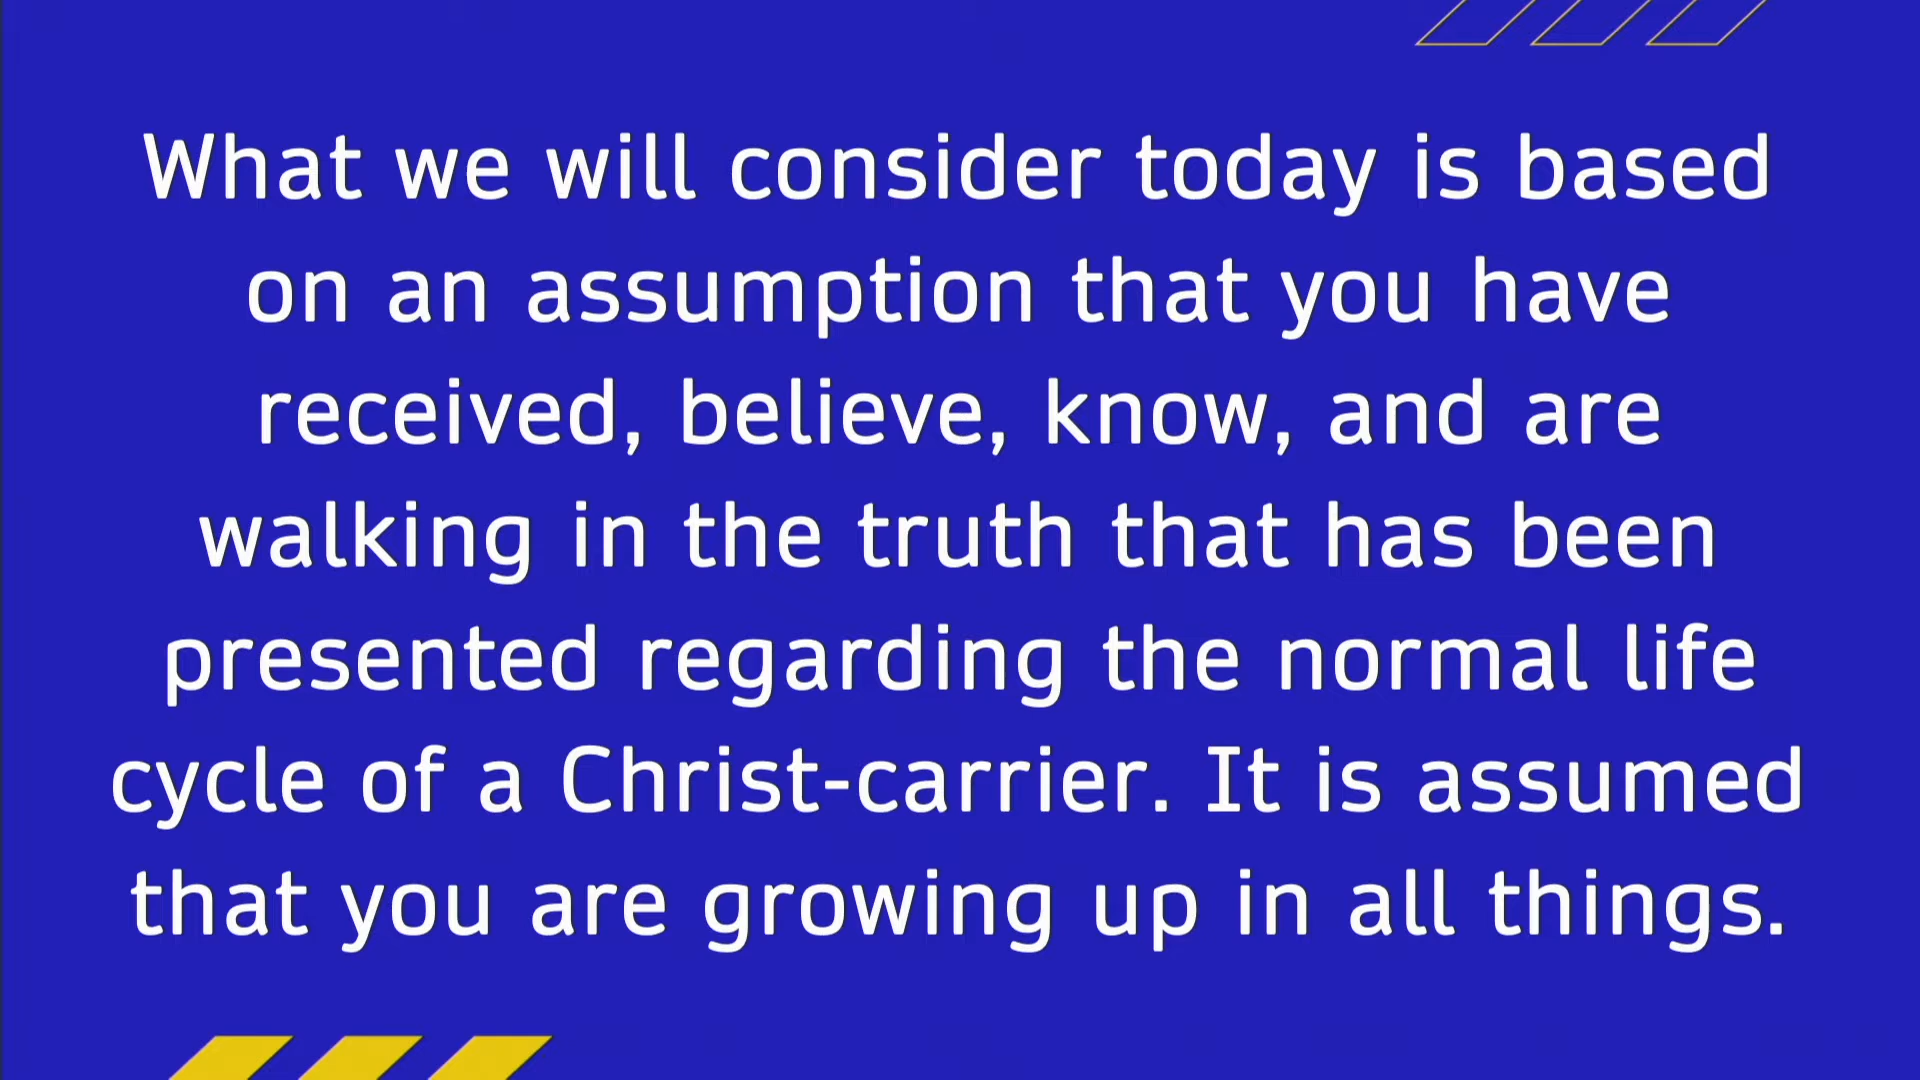 What we will consider today is based
on an assumption that you have
received, believe, know, and are
walking in the truth that has been
presented regarding the normal life
cycle of a Christ-carrier. It is assumed
that you are growing up in all things.